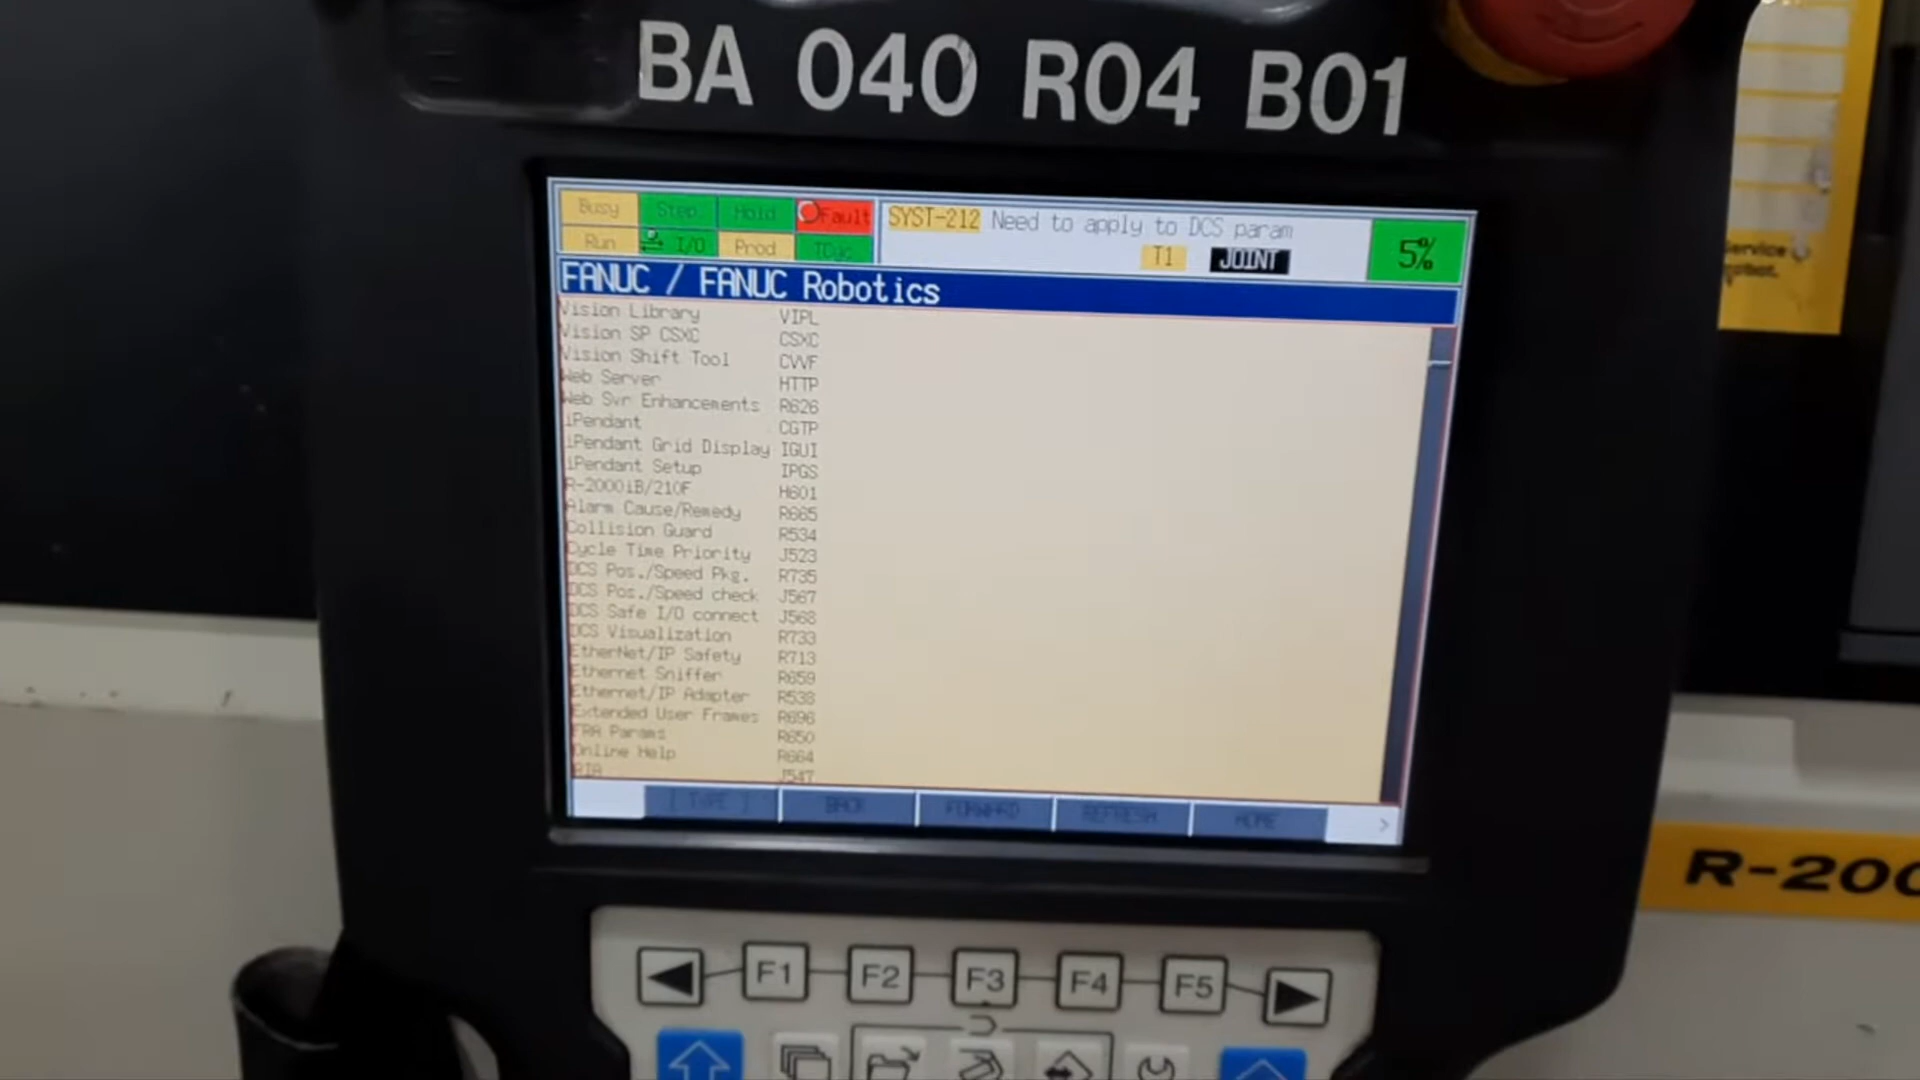 BA 040 R04 B01
Busy Step Hold Fault
SYST-212 Need to apply to DCS param
Run I/O Prod TCyc
T1 JOINT
5%
FANUC / FANUC Robotics
Vision Library VIPL
Vision SP CSXC CSXC
Vision Shift Tool CVVF
Web Server HTTP
Web Svr Enhancements R626
iPendant CGTP
iPendant Grid Display IGUI
iPendant Setup IPGS
R-2000iB/210F H601
Alarm Cause/Remedy R665
Collision Guard R534
Cycle Time Priority J523
DCS Pos./Speed Pkg. R735
DCS Pos./Speed check J567
DCS Safe I/O connect J568
DCS Visualization R733
EtherNet/IP Safety R713
Ethernet Sniffer R659
Ethernet/IP Adapter R538
Extended User Frames R696
FRA Params R650
Online Help R664
RIA J547
[ TYPE ] BACK FORWARD REFRESH HOME >
F1 F2 F3 F4 F5
R-200